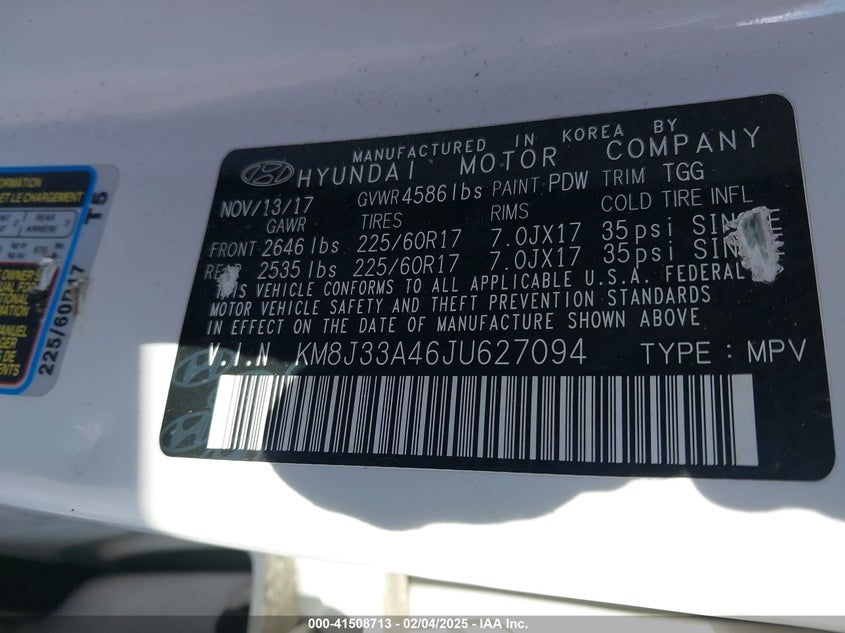 MANUFACTURED IN KOREA BY
HYUNDAI MOTOR COMPANY
NOV/13/17 GVWR 4586 lbs PAINT: PDW TRIM TGG
GAWR TIRES RIMS COLD TIRE INFL
FRONT 2646 lbs 225/60R17 7.0JX17 35psi
2535 lbs 225/60R17 7.0JX17 35psi
THIS VEHICLE CONFORMS TO ALL APPLICABLE U.S.A. FEDERAL
MOTOR VEHICLE SAFETY AND THEFT PREVENTION STANDARDS
IN EFFECT ON THE DATE OF MANUFACTURE SHOWN ABOVE.
V.I.N KM8J33A46JU627094 TYPE : MPV
T5
225/60R17
000-41508713 - 02/04/2025 - IAA Inc.